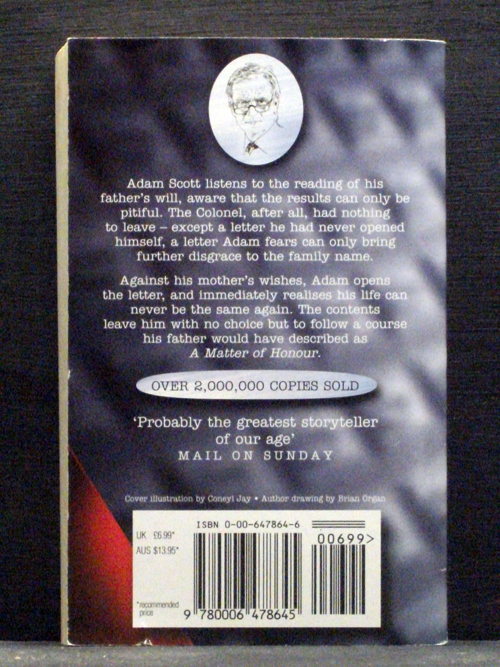 Adam Scott listens to the reading of his
father's will, aware that the results can only be
pitiful. The Colonel, after all, had nothing
to leave – except a letter he had never opened
himself, a letter Adam fears can only bring
further disgrace to the family name.
Against his mother's wishes, Adam opens
the letter, and immediately realises his life can
never be the same again. The contents
leave him with no choice but to follow a course
his father would have described as
A Matter of Honour.
OVER 2,000,000 COPIES SOLD
‘Probably the greatest storyteller
of our age’
MAIL ON SUNDAY
Cover illustration by Coneyl Jay • Author drawing by Brian Organ
ISBN 0-00-647864-6
UK £6.99*
AUS $13.95*
00699>
*recommended
price
9 780006 478645